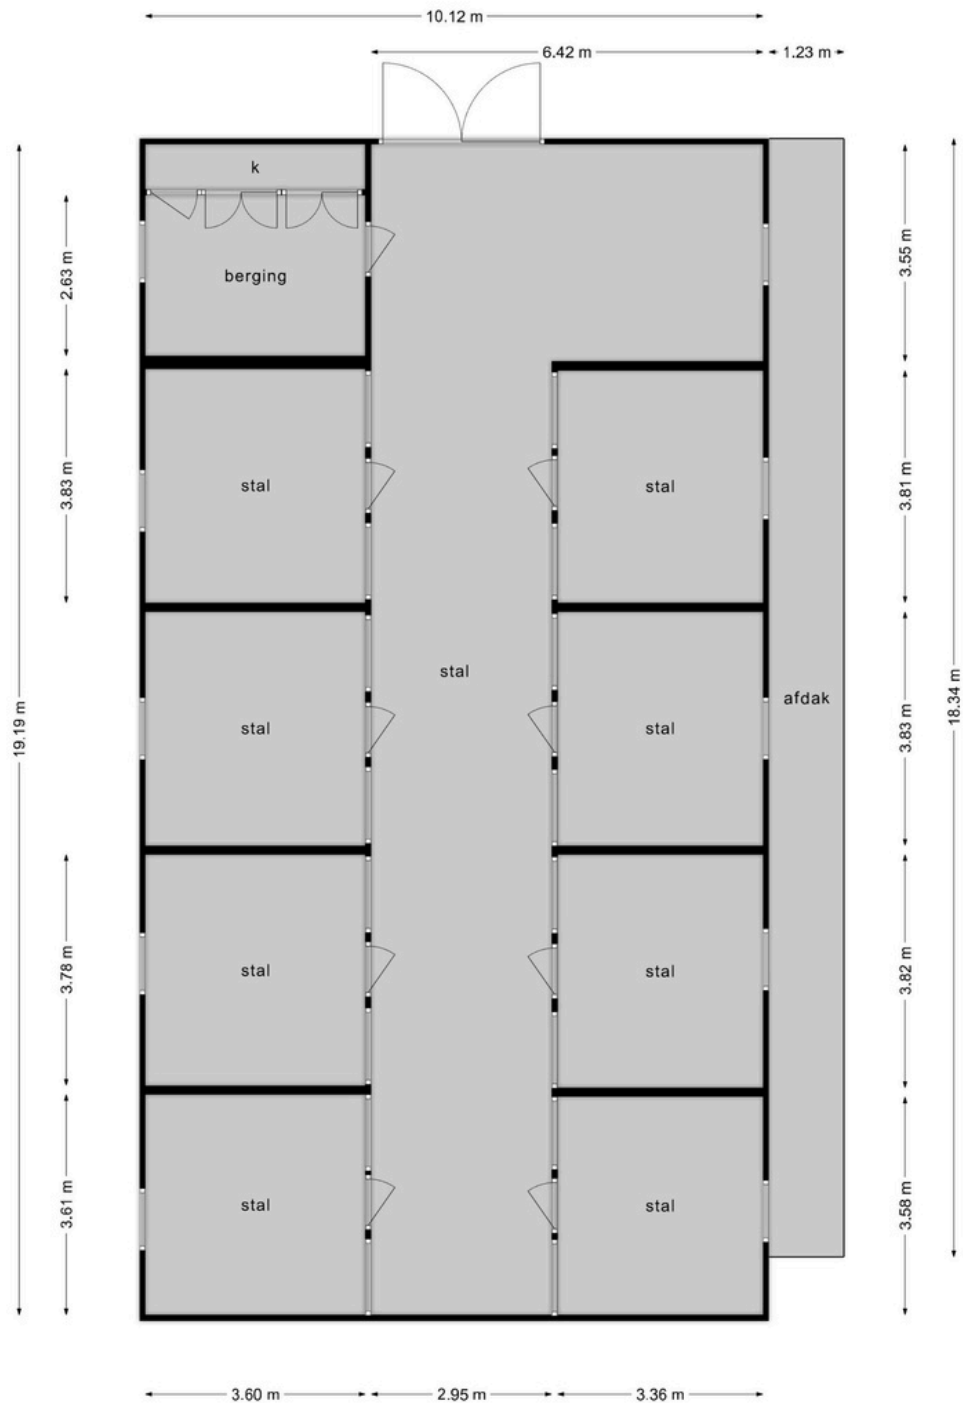 10.12 m
6.42 m
1.23 m
k
2.63 m
berging
3.55 m
3.83 m
stal
stal
3.81 m
19.19 m
stal
stal
stal
afdak
3.83 m
18.34 m
3.78 m
stal
stal
3.82 m
3.61 m
stal
stal
3.58 m
3.60 m
2.95 m
3.36 m